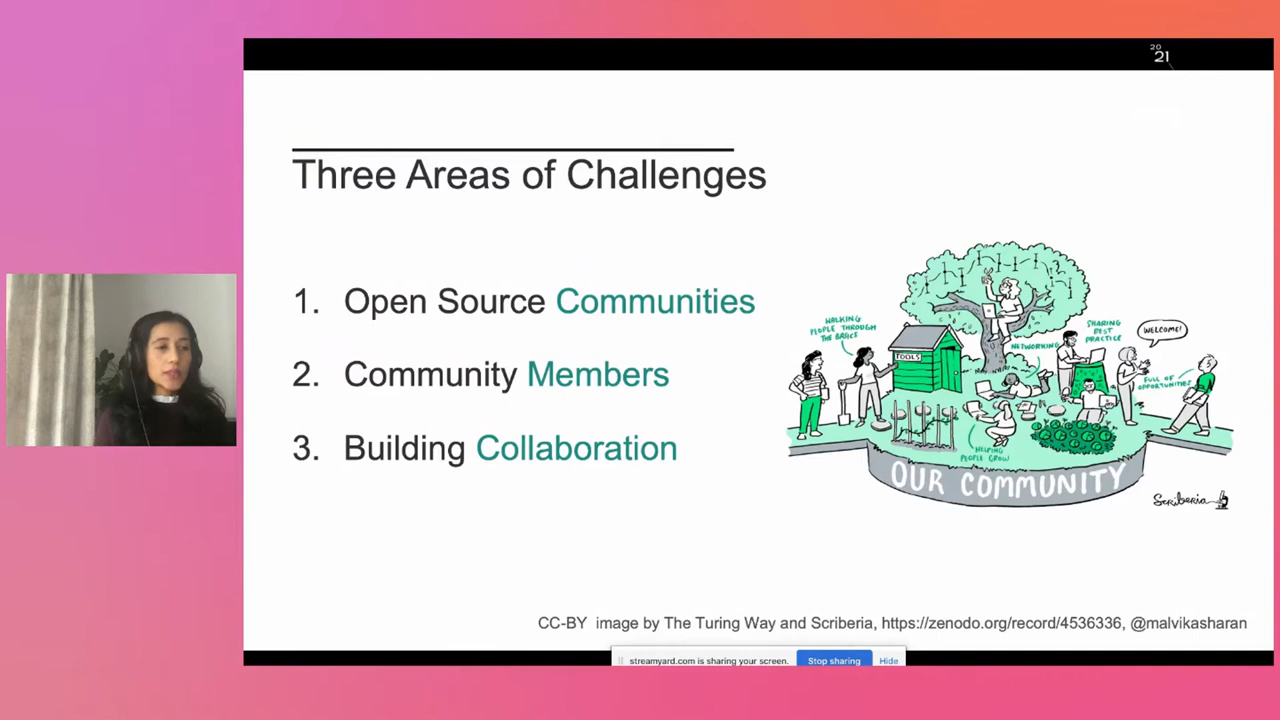 20
21
Three Areas of Challenges
1. Open Source Communities
2. Community Members
3. Building Collaboration
WALKING
PEOPLE THROUGH
THE BASICS
TOOLS
NETWORKING
SHARING BEST
PRACTICE
WELCOME!
FULL OF
OPPORTUNITIES
HELPING
PEOPLE GROW
OUR COMMUNITY
Scriberia
CC-BY image by The Turing Way and Scriberia, https://zenodo.org/record/4536336, @malvikasharan
streamyard.com is sharing your screen.
Stop sharing
Hide